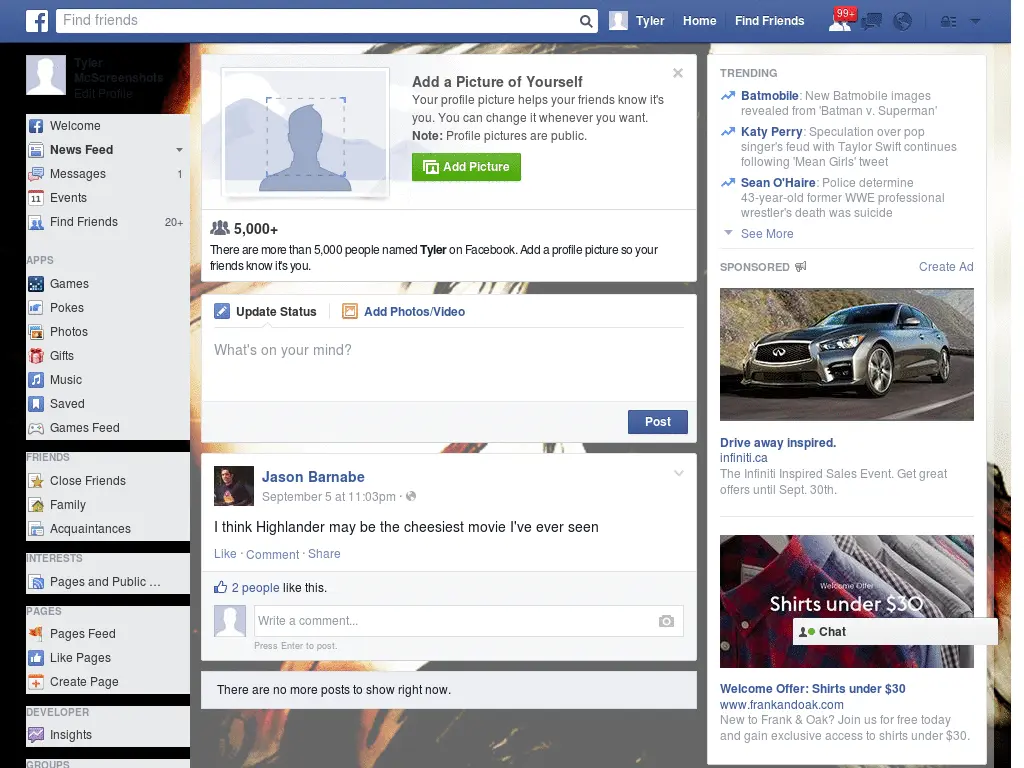 Find friends
Tyler
Home
Find Friends
99+
Tyler
McScreenshots
Edit Profile
Welcome
News Feed
Messages 1
Events
Find Friends 20+
APPS
Games
Pokes
Photos
Gifts
Music
Saved
Games Feed
FRIENDS
Close Friends
Family
Acquaintances
INTERESTS
Pages and Public ...
PAGES
Pages Feed
Like Pages
Create Page
DEVELOPER
Insights
GROUPS
Add a Picture of Yourself
Your profile picture helps your friends know it's
you. You can change it whenever you want.
Note: Profile pictures are public.
Add Picture
5,000+
There are more than 5,000 people named Tyler on Facebook. Add a profile picture so your
friends know it's you.
Update Status
Add Photos/Video
What's on your mind?
Post
Jason Barnabe
September 5 at 11:03pm ·
I think Highlander may be the cheesiest movie I've ever seen
Like · Comment · Share
2 people like this.
Write a comment...
Press Enter to post.
There are no more posts to show right now.
TRENDING
Batmobile: New Batmobile images
revealed from 'Batman v. Superman'
Katy Perry: Speculation over pop
singer's feud with Taylor Swift continues
following 'Mean Girls' tweet
Sean O'Haire: Police determine
43-year-old former WWE professional
wrestler's death was suicide
See More
SPONSORED
Create Ad
Drive away inspired.
infiniti.ca
The Infiniti Inspired Sales Event. Get great
offers until Sept. 30th.
Welcome Offer
Shirts under $30
Chat
Welcome Offer: Shirts under $30
www.frankandoak.com
New to Frank & Oak? Join us for free today
and gain exclusive access to shirts under $30.